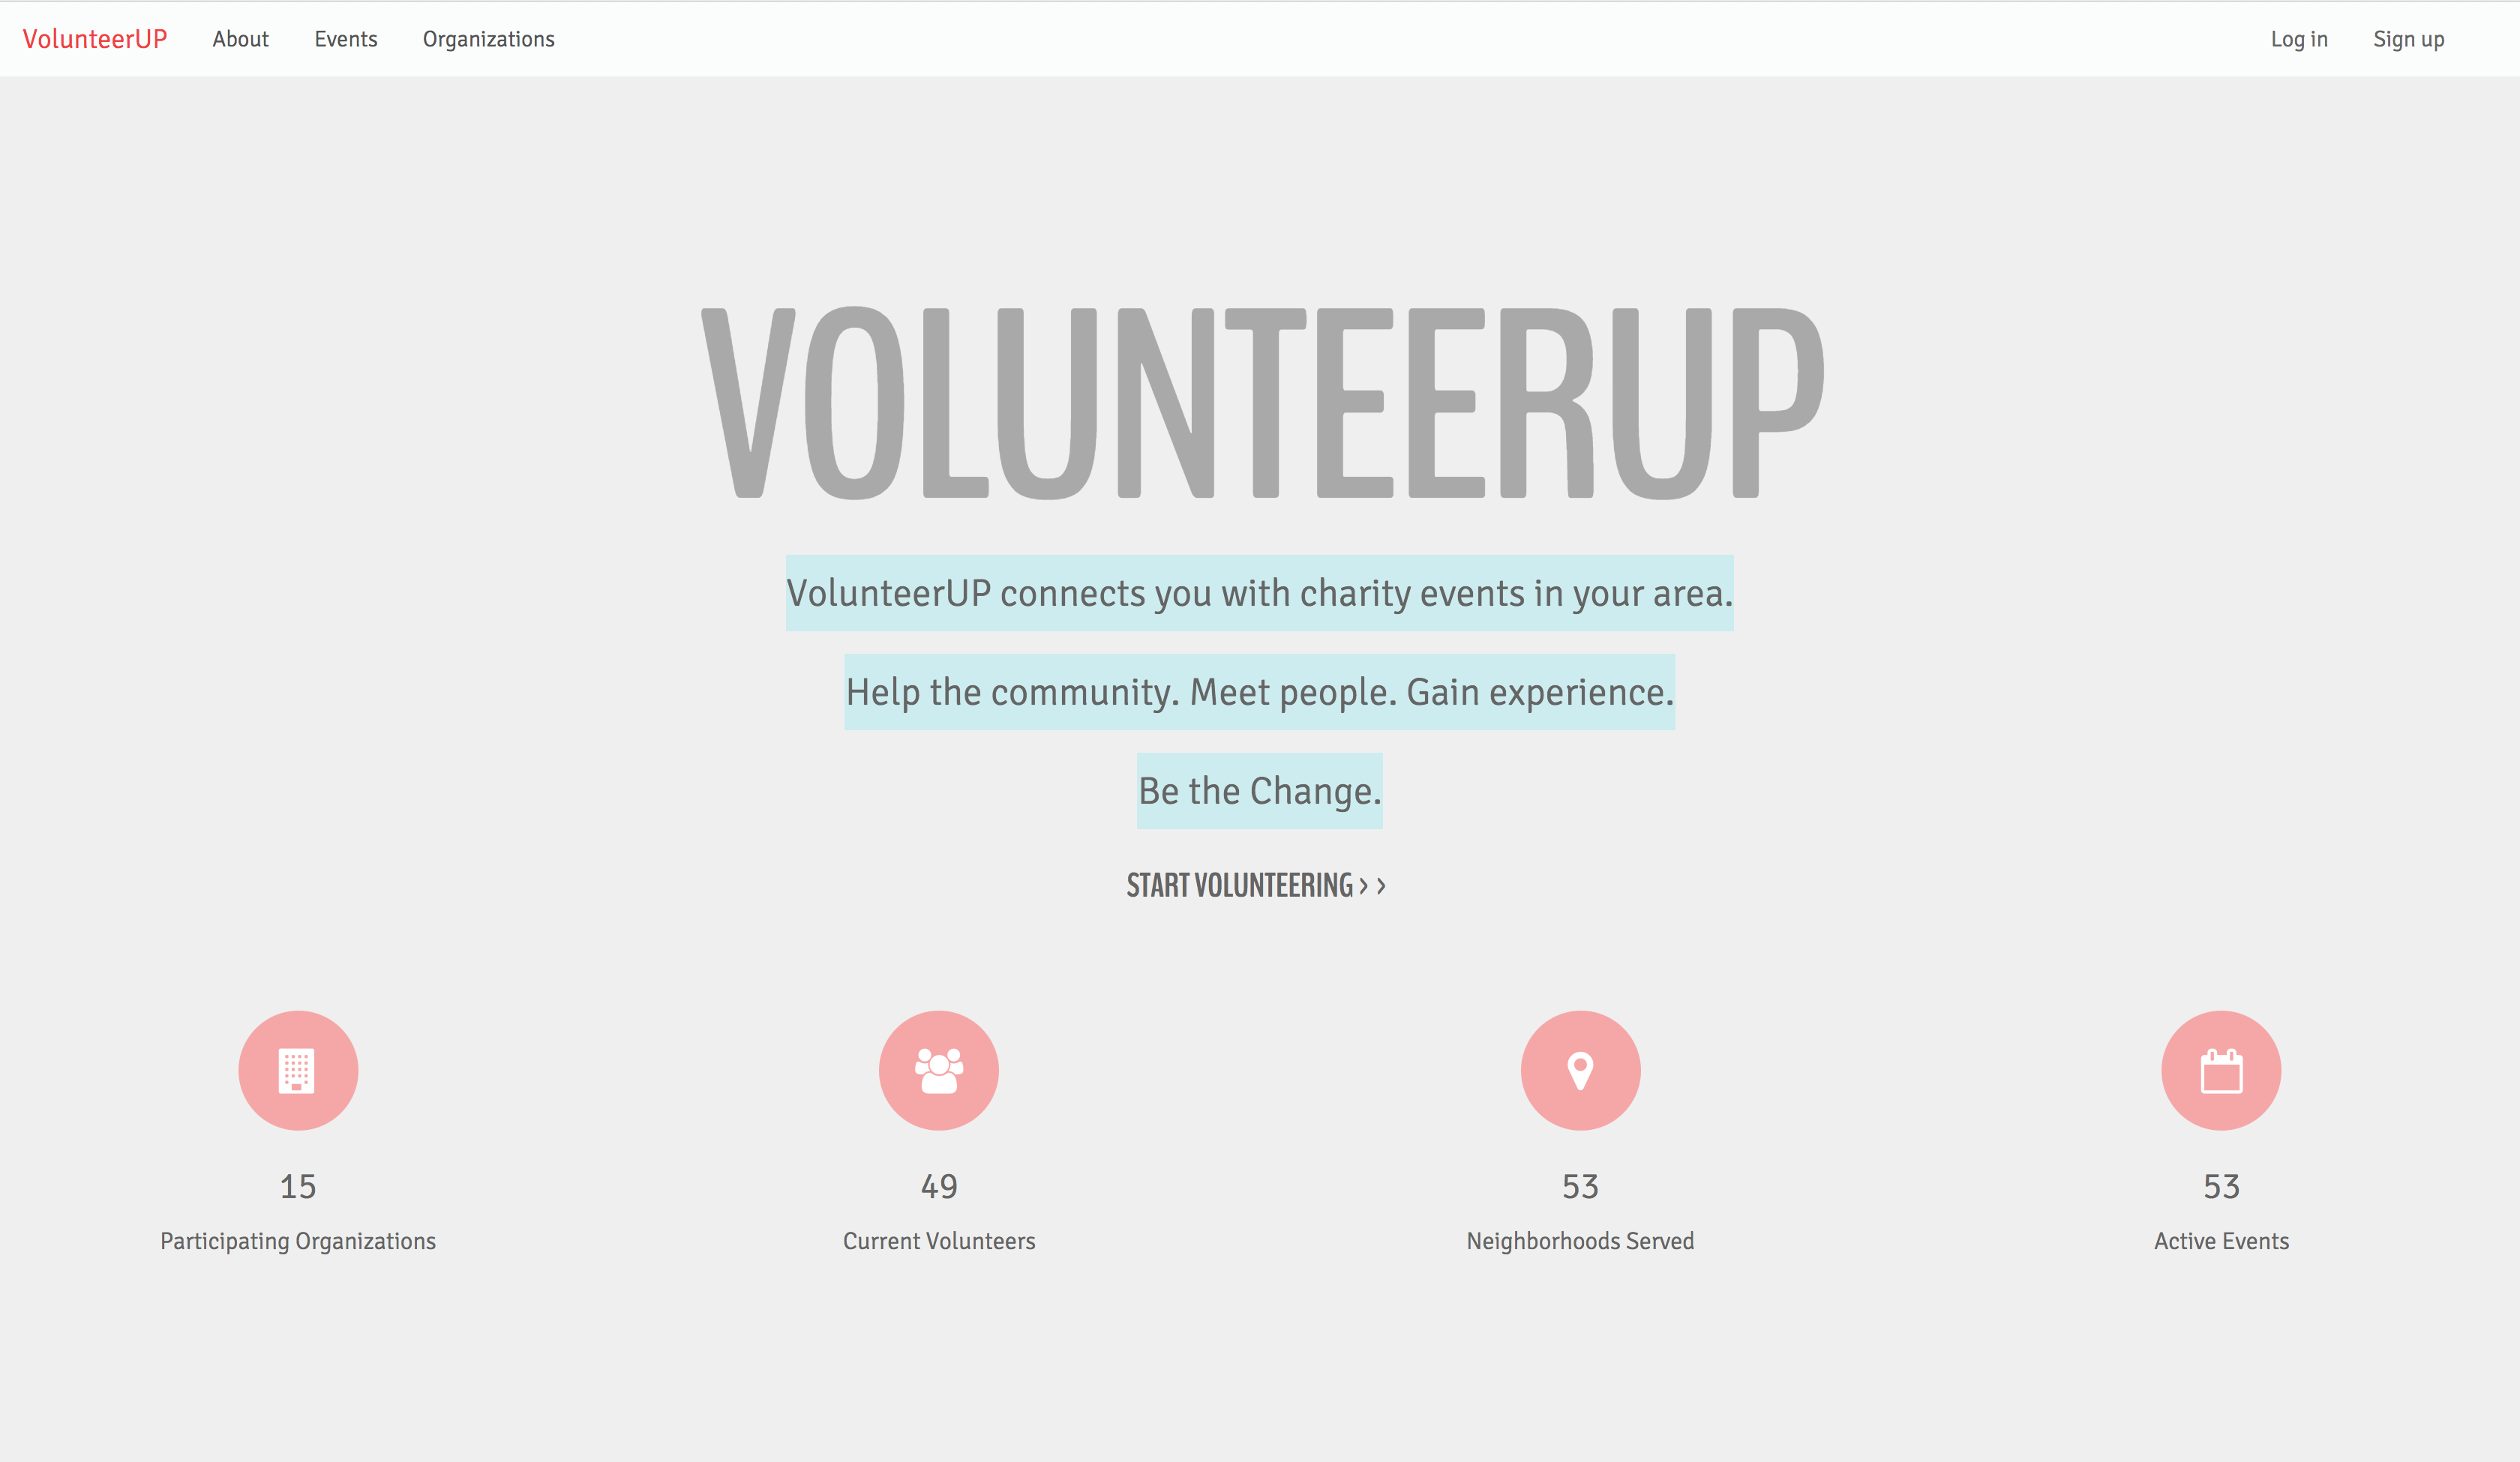 VolunteerUP About Events Organizations Log in Sign up
VOLUNTEERUP
VolunteerUP connects you with charity events in your area.
Help the community. Meet people. Gain experience.
Be the Change.
START VOLUNTEERING > >
15 49 53 53
Participating Organizations Current Volunteers Neighborhoods Served Active Events